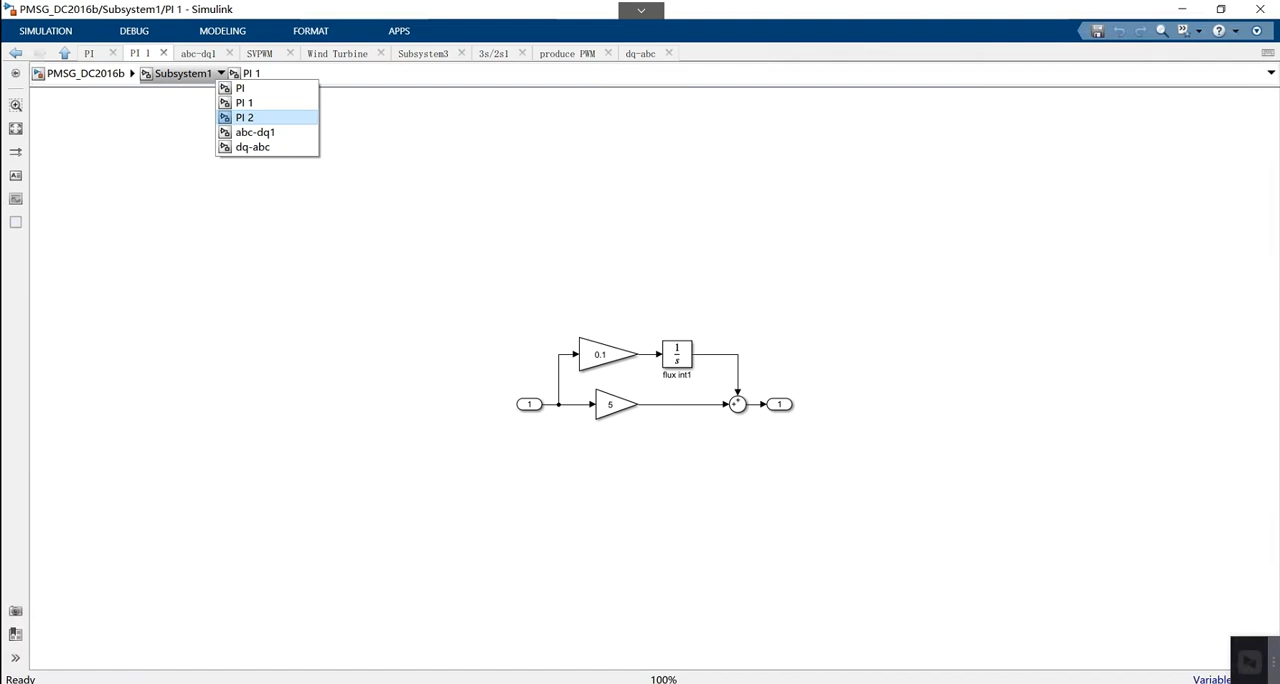 PMSG_DC2016b/Subsystem1/PI 1 - Simulink
SIMULATION DEBUG MODELING FORMAT APPS
PI PI 1 abc-dq1 SVPWM Wind Turbine Subsystem3 3s/2s1 produce PWM dq-abc
PMSG_DC2016b Subsystem1 PI 1
PI
PI 1
PI 2
abc-dq1
dq-abc
0.1
1
s
flux int1
1
5
++
1
Ready 100% Variable